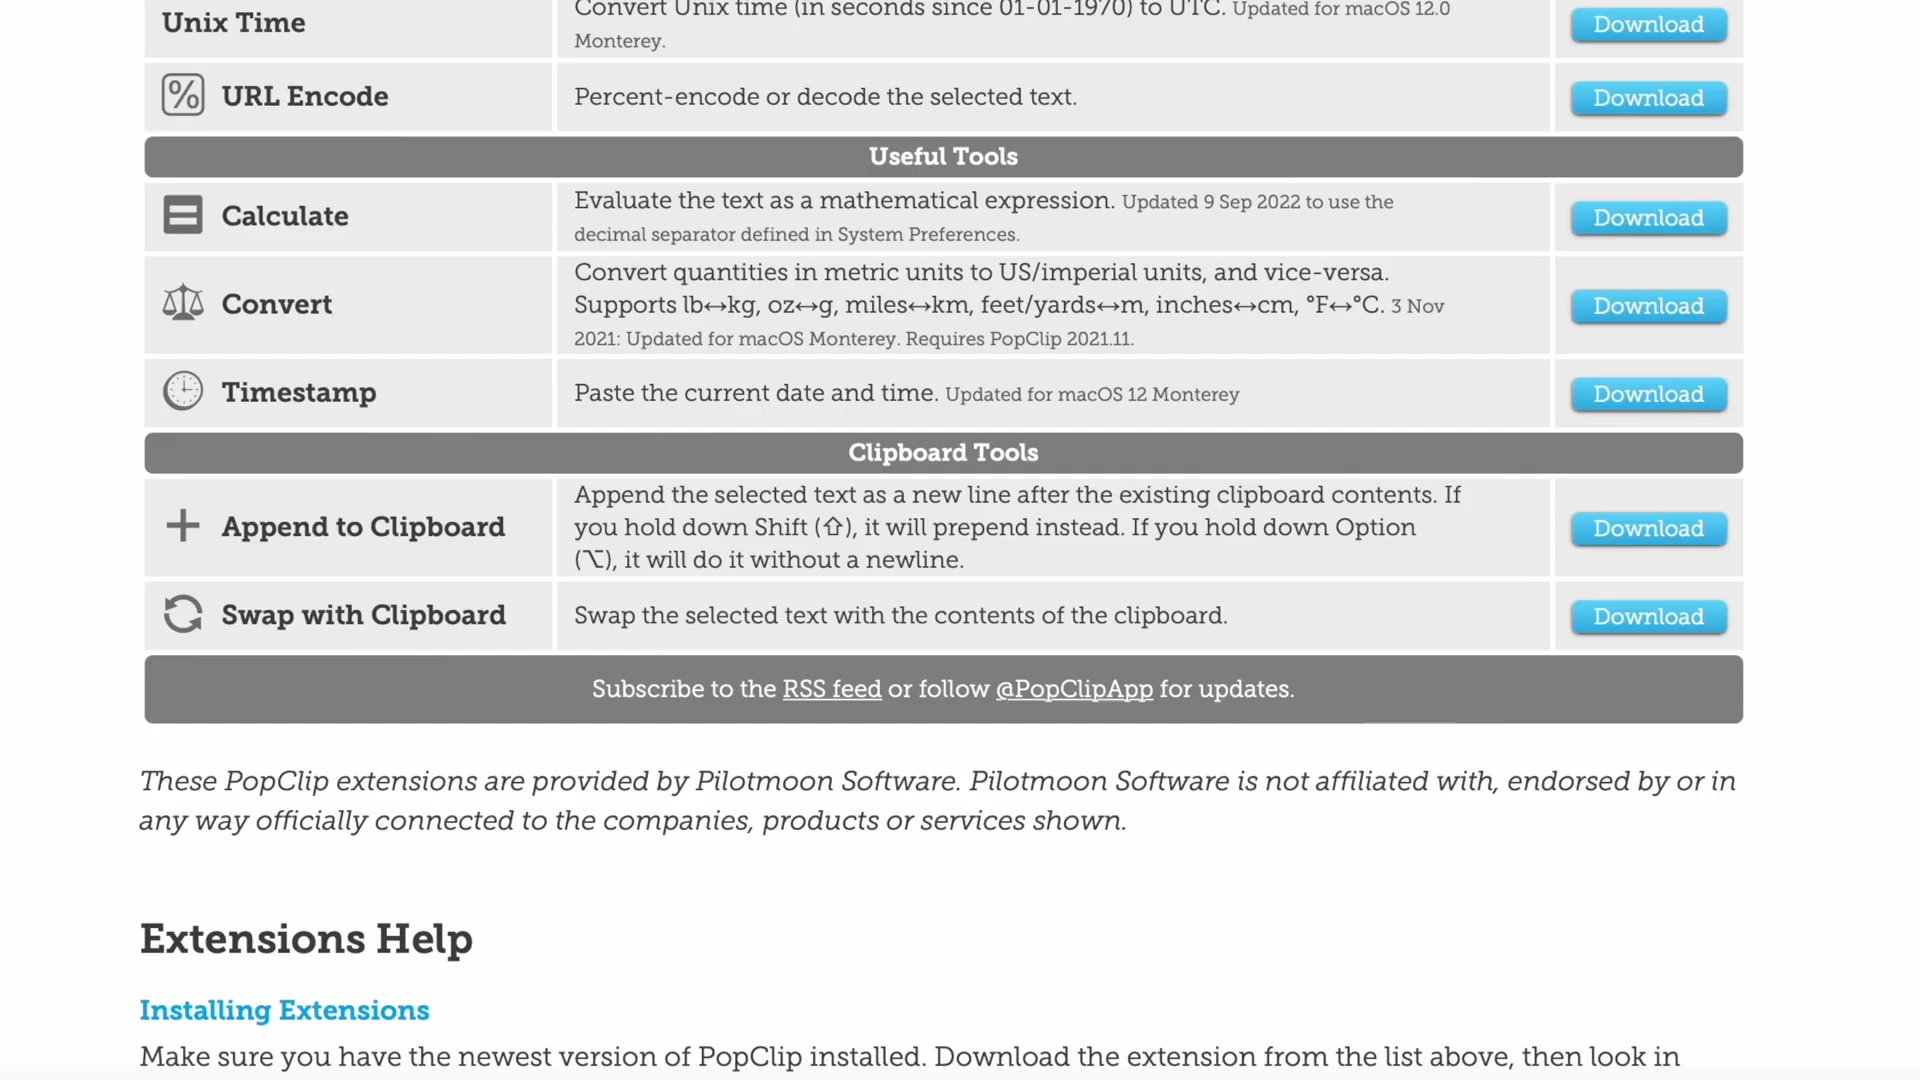 Unix Time
Convert Unix time (in seconds since 01-01-1970) to UTC. Updated for macOS 12.0
Monterey.
Download
URL Encode
Percent-encode or decode the selected text.
Download
Useful Tools
Calculate
Evaluate the text as a mathematical expression. Updated 9 Sep 2022 to use the
decimal separator defined in System Preferences.
Download
Convert
Convert quantities in metric units to US/imperial units, and vice-versa.
Supports lb↔kg, oz↔g, miles↔km, feet/yards↔m, inches↔cm, °F↔°C. 3 Nov
2021: Updated for macOS Monterey. Requires PopClip 2021.11.
Download
Timestamp
Paste the current date and time. Updated for macOS 12 Monterey
Download
Clipboard Tools
Append to Clipboard
Append the selected text as a new line after the existing clipboard contents. If
you hold down Shift (⇧), it will prepend instead. If you hold down Option
(⌥), it will do it without a newline.
Download
Swap with Clipboard
Swap the selected text with the contents of the clipboard.
Download
Subscribe to the RSS feed or follow @PopClipApp for updates.
These PopClip extensions are provided by Pilotmoon Software. Pilotmoon Software is not affiliated with, endorsed by or in
any way officially connected to the companies, products or services shown.
Extensions Help
Installing Extensions
Make sure you have the newest version of PopClip installed. Download the extension from the list above, then look in